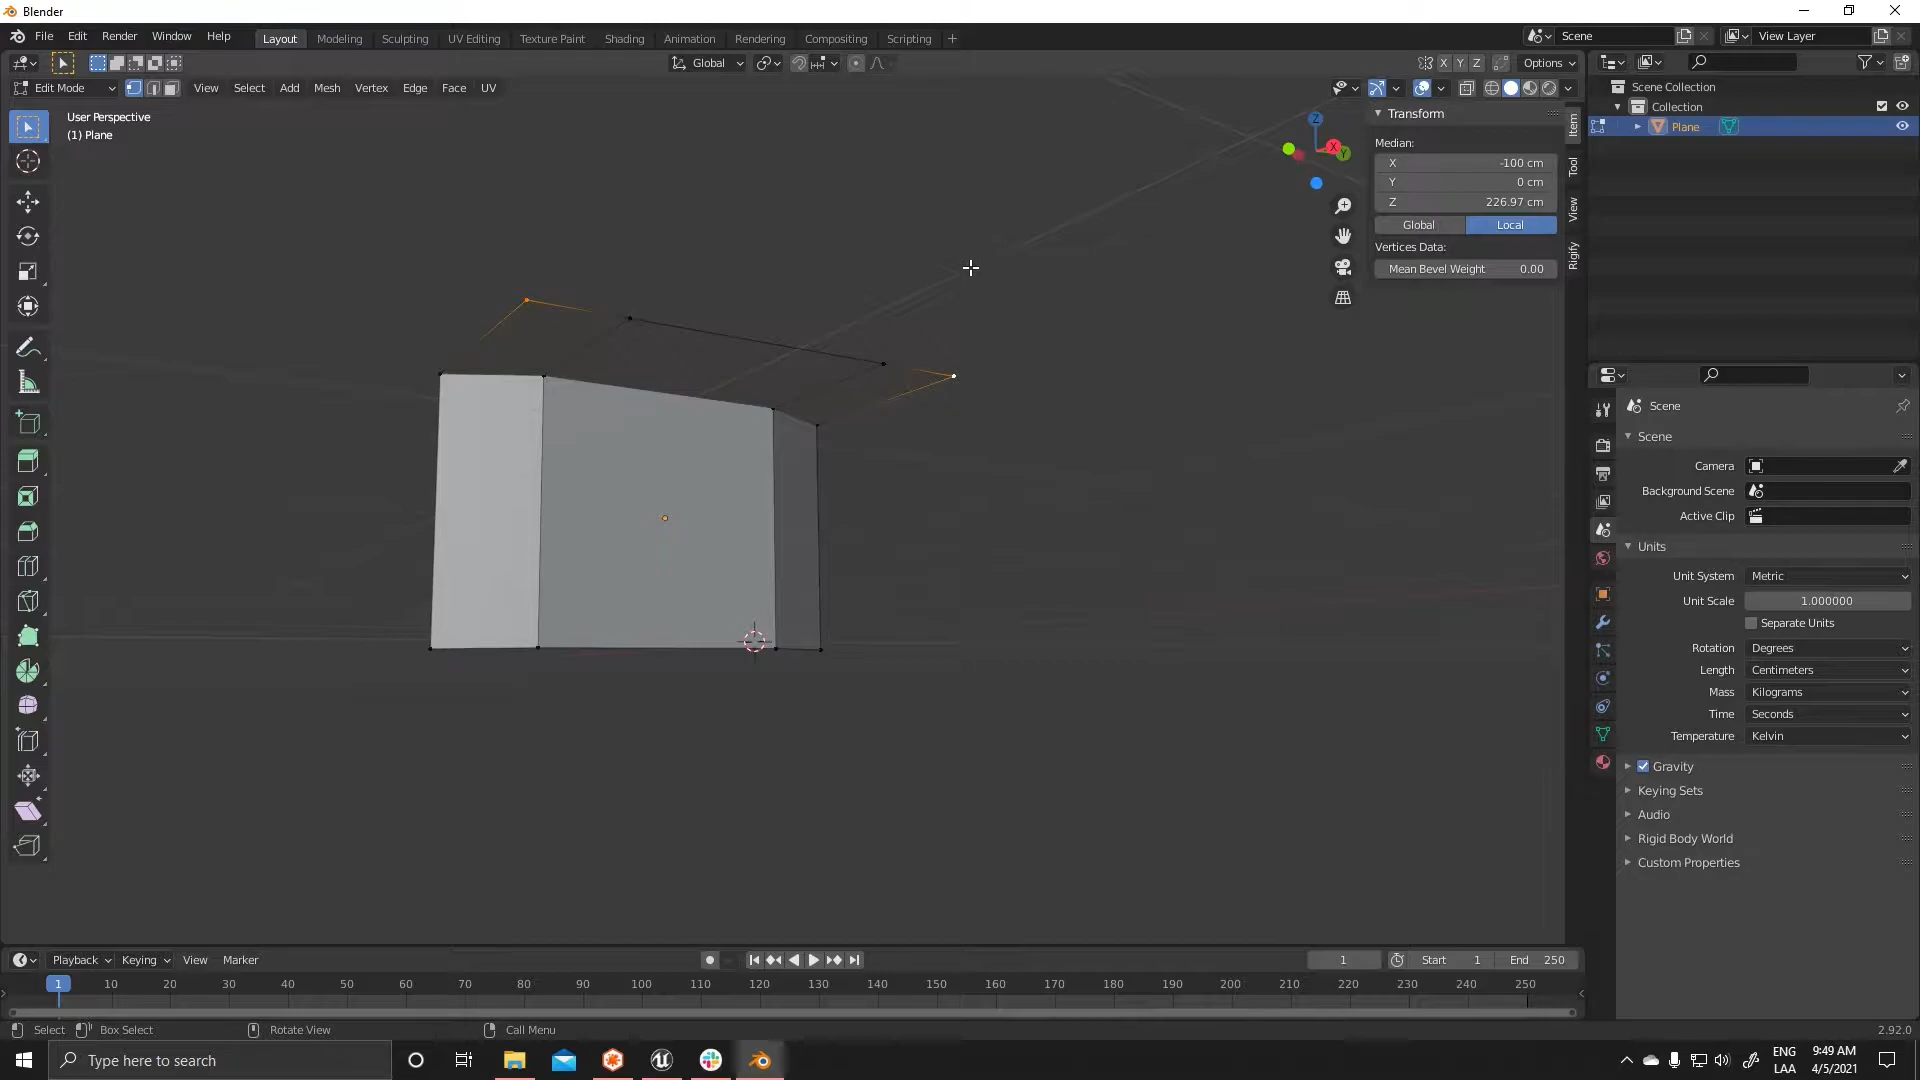 Blender
File Edit Render Window Help
Layout Modeling Sculpting UV Editing Texture Paint Shading Animation Rendering Compositing Scripting
Scene
View Layer
Global
X Y Z
Options
Edit Mode
View Select Add Mesh Vertex Edge Face UV
User Perspective
(1) Plane
Z
X
Y
Transform
Median:
X -100 cm
Y 0 cm
Z 226.97 cm
Global Local
Vertices Data:
Mean Bevel Weight 0.00
Item
Tool
View
Rigify
Scene Collection
Collection
Plane
Scene
Scene
Camera
Background Scene
Active Clip
Units
Unit System Metric
Unit Scale 1.000000
Separate Units
Rotation Degrees
Length Centimeters
Mass Kilograms
Time Seconds
Temperature Kelvin
Gravity
Keying Sets
Audio
Rigid Body World
Custom Properties
Playback Keying View Marker
1
Start 1
End 250
1 10 20 30 40 50 60 70 80 90 100 110 120 130 140 150 160 170 180 190 200 210 220 230 240 250
Select Box Select Rotate View Call Menu
2.92.0
Type here to search
ENG
LAA
9:49 AM
4/5/2021